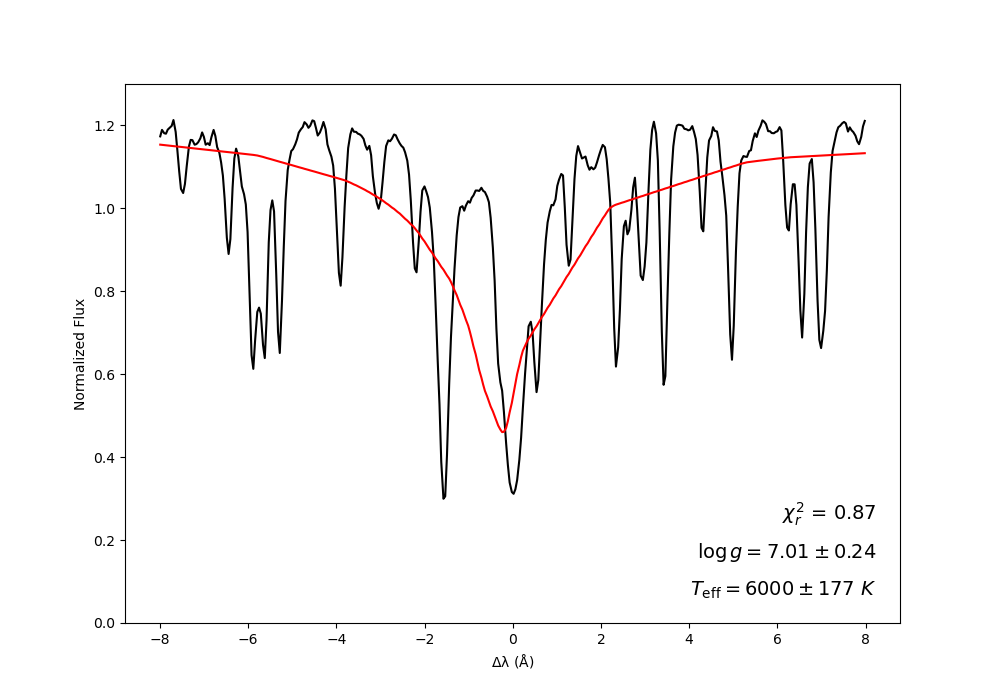 1.2
1.0
0.8
0.6
0.4
0.2
0.0
Normalized Flux
χ²ᵣ = 0.87
log g = 7.01 ± 0.24
T_eff = 6000 ± 177 K
−8 −6 −4 −2 0 2 4 6 8
Δλ (Å)